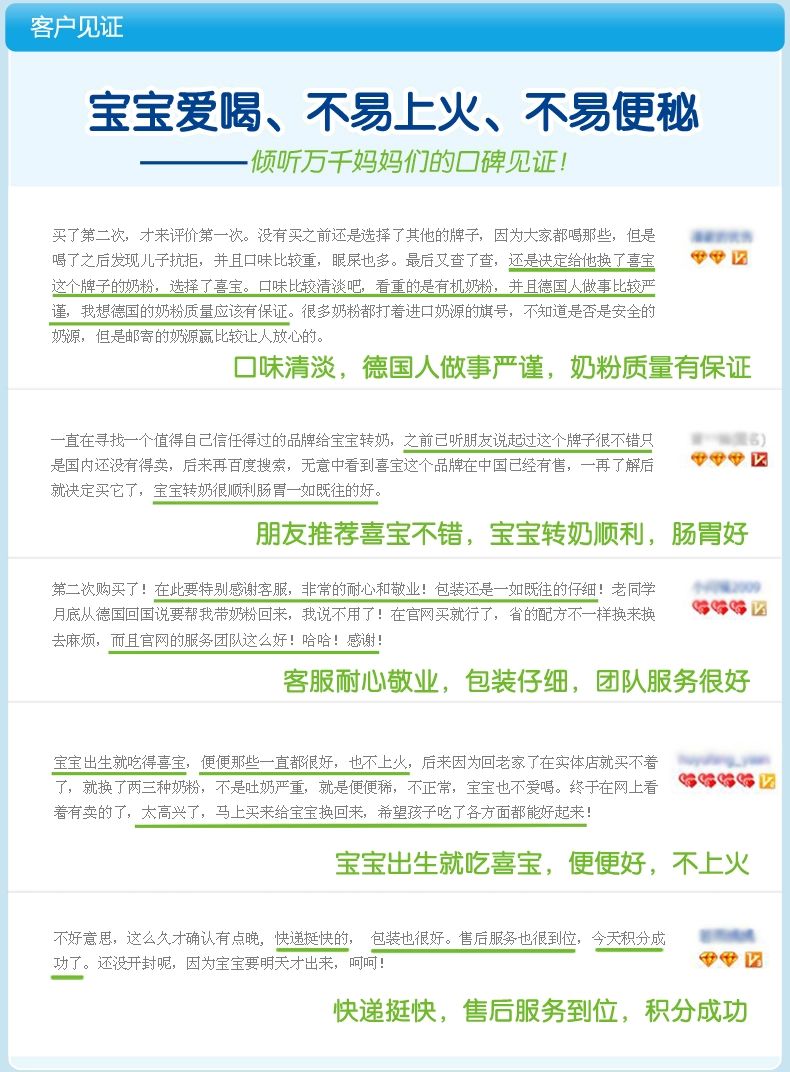 客户见证
宝宝爱喝、不易上火、不易便秘
倾听万千妈妈们的口碑见证!
买了第二次，才来评价第一次。没有买之前还是选择了其他的牌子，因为大家都喝那些，但是
喝了之后发现儿子抗拒，并且口味比较重，眼屎也多。最后又查了查，还是决定给他换了喜宝
这个牌子的奶粉，选择了喜宝。口味比较清淡吧，看重的是有机奶粉，并且德国人做事比较严
谨，我想德国的奶粉质量应该有保证。很多奶粉都打着进口奶源的旗号，不知道是否是安全的
奶源，但是邮寄的奶源赢比较让人放心的。
口味清淡，德国人做事严谨，奶粉质量有保证
一直在寻找一个值得自己信任得过的品牌给宝宝转奶，之前已听朋友说起过这个牌子很不错只
是国内还没有得卖，后来再百度搜索，无意中看到喜宝这个品牌在中国已经有售，一再了解后
就决定买它了，宝宝转奶很顺利肠胃一如既往的好。
朋友推荐喜宝不错，宝宝转奶顺利，肠胃好
第二次购买了！在此要特别感谢客服，非常的耐心和敬业！包装还是一如既往的仔细！老同学
月底从德国回国说要帮我带奶粉回来，我说不用了！在官网买就行了，省的配方不一样换来换
去麻烦，而且官网的服务团队这么好！哈哈！感谢！
客服耐心敬业，包装仔细，团队服务很好
宝宝出生就吃得喜宝，便便那些一直都很好，也不上火，后来因为回老家了在实体店就买不着
了，就换了两三种奶粉，不是吐奶严重，就是便便稀，不正常，宝宝也不爱喝。终于在网上看
着有卖的了，太高兴了，马上买来给宝宝换回来，希望孩子吃了各方面都能好起来！
宝宝出生就吃喜宝，便便好，不上火
不好意思，这么久才确认有点晚，快递挺快的， 包装也很好。售后服务也很到位，今天积分成
功了。还没开封呢，因为宝宝要明天才出来，呵呵！
快递挺快，售后服务到位，积分成功